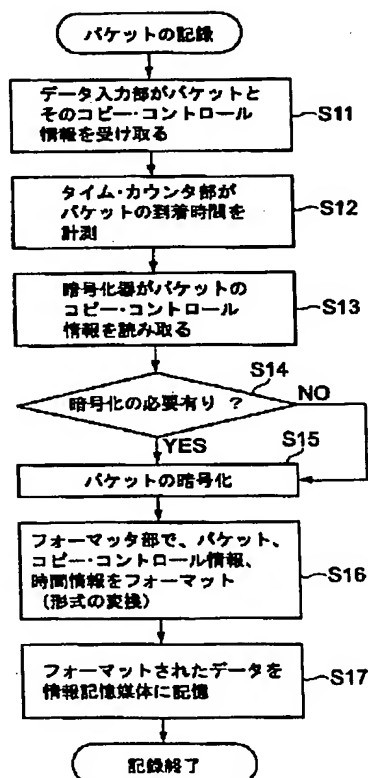 パケットの記録
データ入力部がパケットと
そのコピー・コントロール
情報を受け取る
S11
タイム・カウンタ部が
パケットの到着時間を
計測
S12
暗号化器がパケットの
コピー・コントロール
情報を読み取る
S13
S14
暗号化の必要有り ?
NO
YES
S15
パケットの暗号化
フォーマッタ部で、パケット、
コピー・コントロール情報、
時間情報をフォーマット
(形式の変換)
S16
フォーマットされたデータを
情報記憶媒体に記憶
S17
記録終了